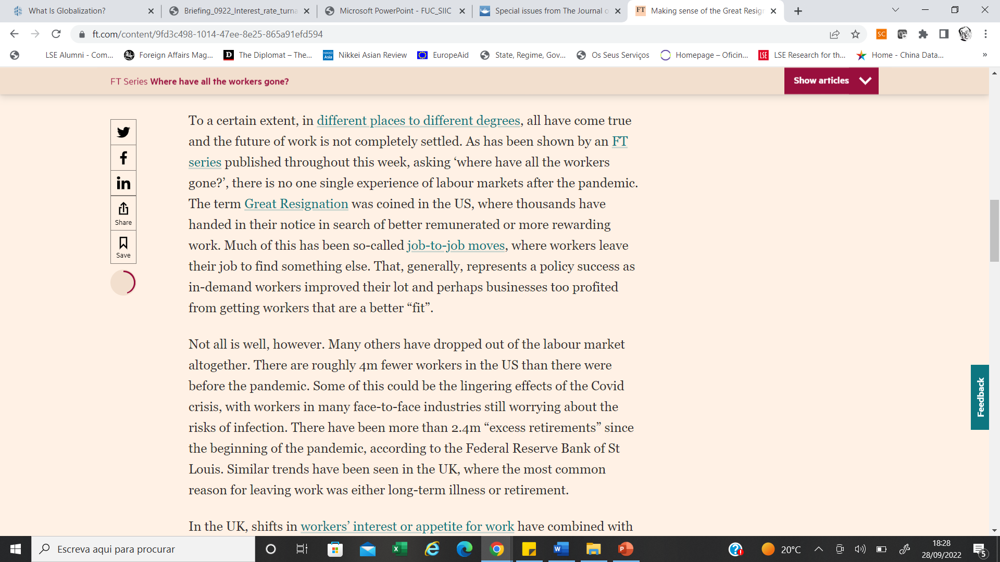 What Is Globalization?
Briefing_0922_Interest_rate_turna
Microsoft PowerPoint - FUC_SIIC
Special issues from The Journal o
FT
Making sense of the Great Resign
ft.com/content/9fd3c498-1014-47ee-8e25-865a91efd594
SC
LSE Alumni - Com...
Foreign Affairs Mag...
D
The Diplomat – The...
NIKKEI Asia
Nikkei Asian Review
EuropeAid
State, Regime, Gov...
Os Seus Serviços
Homepage – Oficin...
LSE
LSE Research for th...
Home - China Data...
»
FT Series Where have all the workers gone?
Show articles
Share
Save
To a certain extent, in different places to different degrees, all have come true
and the future of work is not completely settled. As has been shown by an FT
series published throughout this week, asking ‘where have all the workers
gone?’, there is no one single experience of labour markets after the pandemic.
The term Great Resignation was coined in the US, where thousands have
handed in their notice in search of better remunerated or more rewarding
work. Much of this has been so-called job-to-job moves, where workers leave
their job to find something else. That, generally, represents a policy success as
in-demand workers improved their lot and perhaps businesses too profited
from getting workers that are a better “fit”.
Not all is well, however. Many others have dropped out of the labour market
altogether. There are roughly 4m fewer workers in the US than there were
before the pandemic. Some of this could be the lingering effects of the Covid
crisis, with workers in many face-to-face industries still worrying about the
risks of infection. There have been more than 2.4m “excess retirements” since
the beginning of the pandemic, according to the Federal Reserve Bank of St
Louis. Similar trends have been seen in the UK, where the most common
reason for leaving work was either long-term illness or retirement.
In the UK, shifts in workers’ interest or appetite for work have combined with
Feedback
Escreva aqui para procurar
20°C
18:28
28/09/2022
5